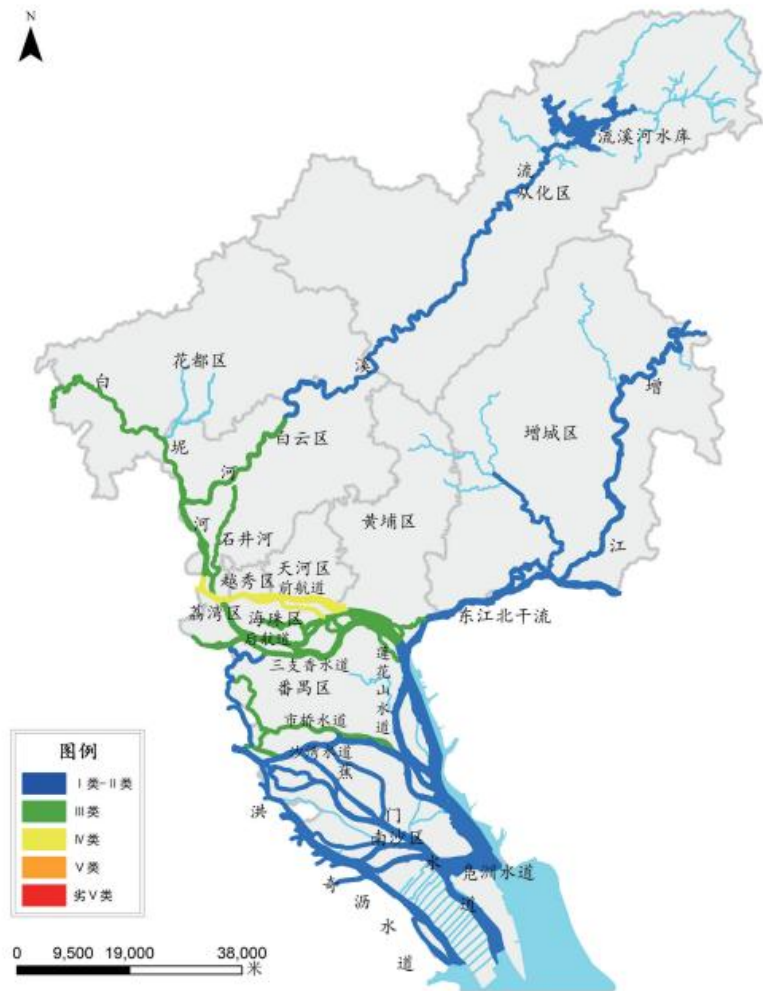 N
流溪河水库
流
从化区
溪
花都区
白
增
坭
白云区
增城区
河
河
石井河
黄埔区
江
越秀区
天河区
前航道
荔湾区
海珠区
后航道
东江北干流
三支香水道
莲花山水道
番禺区
市桥水道
沙湾水道
蕉
洪
门
南沙区
水
凫洲水道
奇
道
沥
水
道
图例
Ⅰ类-Ⅱ类
Ⅲ类
Ⅳ类
Ⅴ类
劣Ⅴ类
0 9,500 19,000 38,000
米